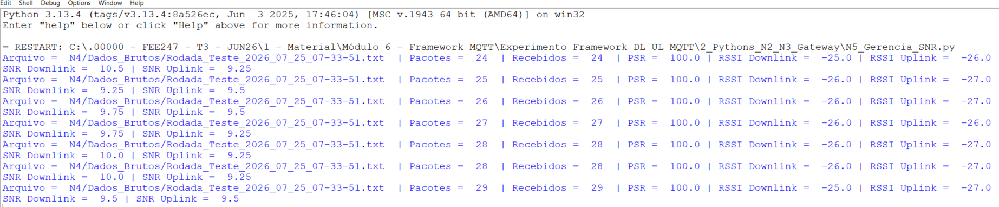 Edit Shell Debug Options Window Help
Python 3.13.4 (tags/v3.13.4:8a526ec, Jun  3 2025, 17:46:04) [MSC v.1943 64 bit (AMD64)] on win32
Enter "help" below or click "Help" above for more information.
= RESTART: C:\.00000 - FEE247 - T3 - JUN26\1 - Material\Módulo 6 - Framework MQTT\Experimento Framework DL UL MQTT\2_Pythons_N2_N3_Gateway\N5_Gerencia_SNR.py
Arquivo =  N4/Dados_Brutos/Rodada_Teste_2026_07_25_07-33-51.txt  | Pacotes =  24  | Recebidos =  24  | PSR =  100.0 | RSSI Downlink =  -25.0 | RSSI Uplink =  -26.0
SNR Downlink =  10.5 | SNR Uplink =  9.25
Arquivo =  N4/Dados_Brutos/Rodada_Teste_2026_07_25_07-33-51.txt  | Pacotes =  25  | Recebidos =  25  | PSR =  100.0 | RSSI Downlink =  -26.0 | RSSI Uplink =  -27.0
SNR Downlink =  9.25 | SNR Uplink =  9.5
Arquivo =  N4/Dados_Brutos/Rodada_Teste_2026_07_25_07-33-51.txt  | Pacotes =  26  | Recebidos =  26  | PSR =  100.0 | RSSI Downlink =  -26.0 | RSSI Uplink =  -27.0
SNR Downlink =  9.75 | SNR Uplink =  9.5
Arquivo =  N4/Dados_Brutos/Rodada_Teste_2026_07_25_07-33-51.txt  | Pacotes =  27  | Recebidos =  27  | PSR =  100.0 | RSSI Downlink =  -26.0 | RSSI Uplink =  -26.0
SNR Downlink =  9.75 | SNR Uplink =  9.25
Arquivo =  N4/Dados_Brutos/Rodada_Teste_2026_07_25_07-33-51.txt  | Pacotes =  28  | Recebidos =  28  | PSR =  100.0 | RSSI Downlink =  -26.0 | RSSI Uplink =  -27.0
SNR Downlink =  10.0 | SNR Uplink =  9.25
Arquivo =  N4/Dados_Brutos/Rodada_Teste_2026_07_25_07-33-51.txt  | Pacotes =  28  | Recebidos =  28  | PSR =  100.0 | RSSI Downlink =  -26.0 | RSSI Uplink =  -27.0
SNR Downlink =  10.0 | SNR Uplink =  9.25
Arquivo =  N4/Dados_Brutos/Rodada_Teste_2026_07_25_07-33-51.txt  | Pacotes =  29  | Recebidos =  29  | PSR =  100.0 | RSSI Downlink =  -25.0 | RSSI Uplink =  -27.0
SNR Downlink =  9.5 | SNR Uplink =  9.5